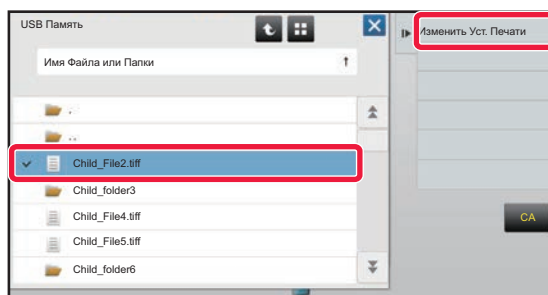 USB Память
Имя Файла или Папки
.
..
Child_File2.tiff
Child_folder3
Child_File4.tiff
Child_File5.tiff
Child_folder6
Изменить Уст. Печати
CA